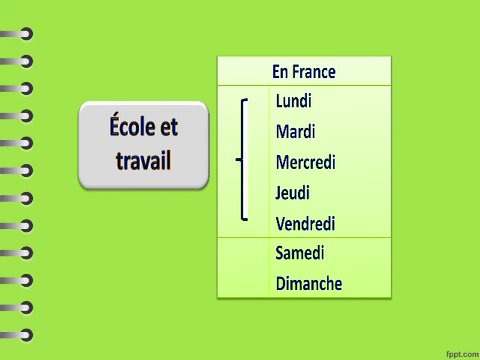 École et
travail
En France
Lundi
Mardi
Mercredi
Jeudi
Vendredi
Samedi
Dimanche
fppt.com